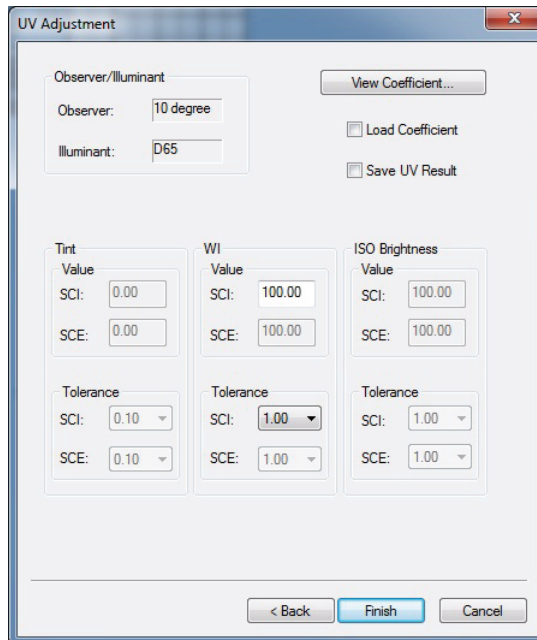 UV Adjustment
x
Observer/Illuminant
Observer: 10 degree
Illuminant: D65
View Coefficient...
Load Coefficient
Save UV Result
Tint
Value
SCI: 0.00
SCE: 0.00
Tolerance
SCI: 0.10
SCE: 0.10
WI
Value
SCI: 100.00
SCE: 100.00
Tolerance
SCI: 1.00
SCE: 1.00
ISO Brightness
Value
SCI: 100.00
SCE: 100.00
Tolerance
SCI: 1.00
SCE: 1.00
< Back Finish Cancel